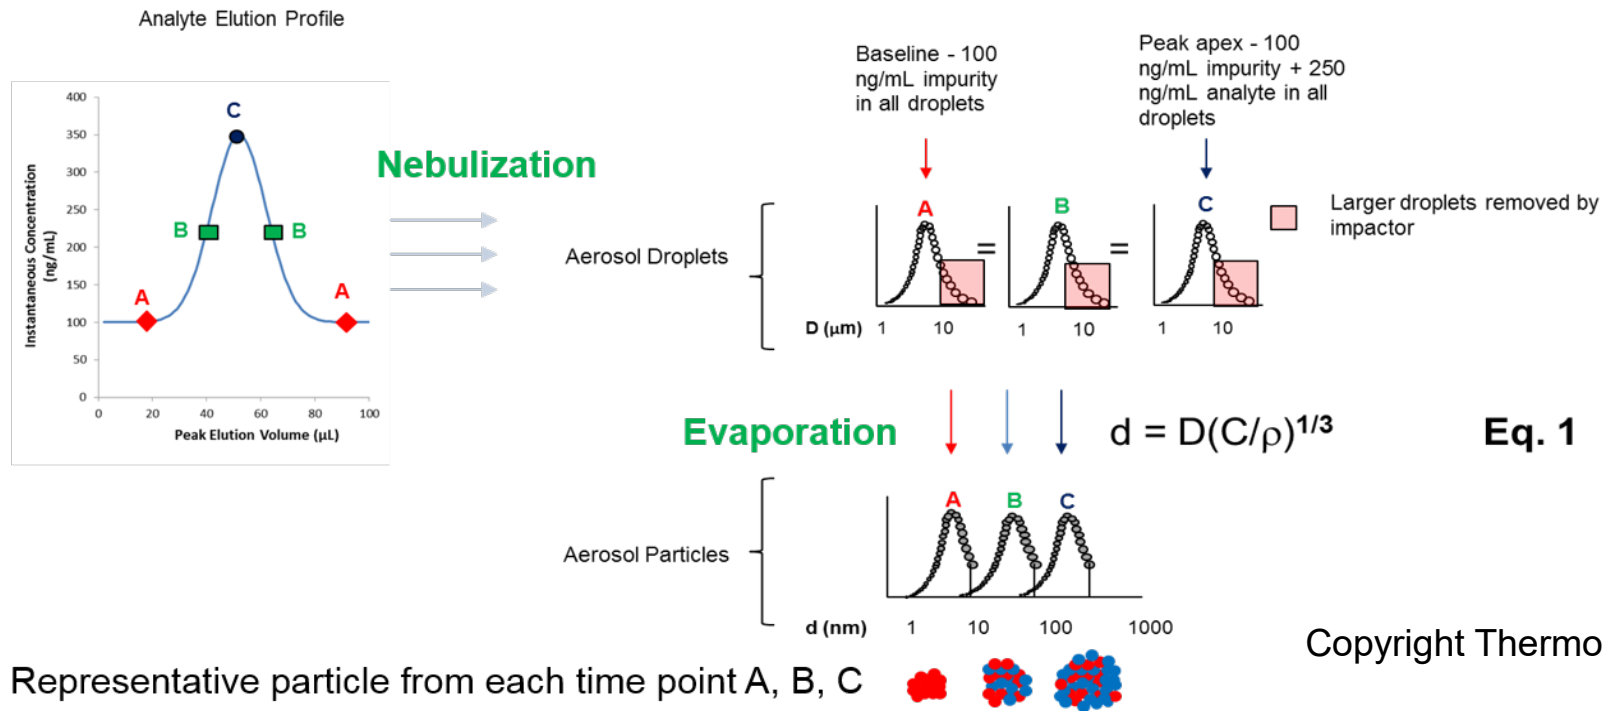 Analyte Elution Profile
Instantaneous Concentration
(ng/mL)
400
350
300
250
200
150
100
50
0
C
B
B
A
A
0 20 40 60 80 100
Peak Elution Volume (µL)
Nebulization
Baseline - 100
ng/mL impurity
in all droplets
Peak apex - 100
ng/mL impurity + 250
ng/mL analyte in all
droplets
Aerosol Droplets
A = B = C
Larger droplets removed by
impactor
D (µm) 1 10 1 10 1 10
Evaporation
d = D(C/ρ)1/3
Eq. 1
Aerosol Particles
A B C
d (nm) 1 10 100 1000
Copyright Thermo
Representative particle from each time point A, B, C